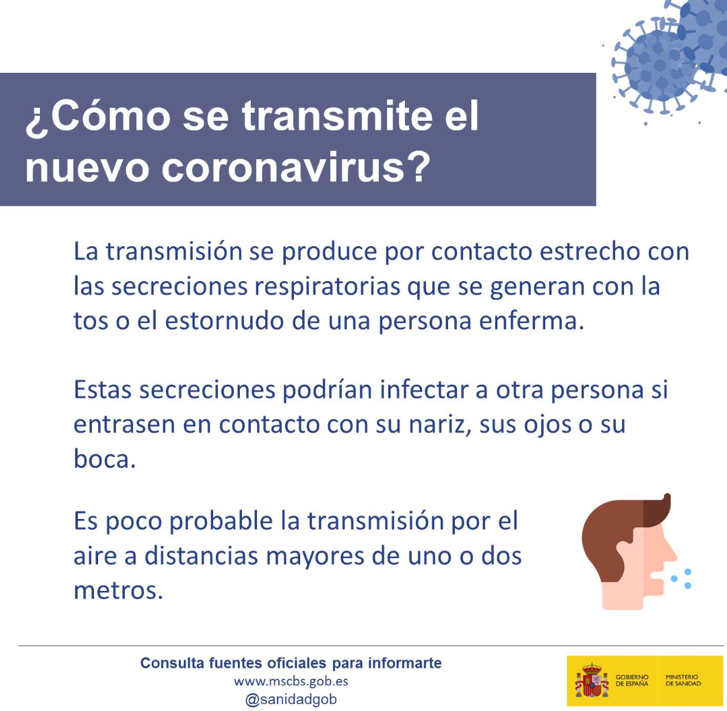 ¿Cómo se transmite el
nuevo coronavirus?
La transmisión se produce por contacto estrecho con
las secreciones respiratorias que se generan con la
tos o el estornudo de una persona enferma.
Estas secreciones podrían infectar a otra persona si
entrasen en contacto con su nariz, sus ojos o su
boca.
Es poco probable la transmisión por el
aire a distancias mayores de uno o dos
metros.
Consulta fuentes oficiales para informarte
www.mscbs.gob.es
@sanidadgob
GOBIERNO
DE ESPAÑA
MINISTERIO
DE SANIDAD